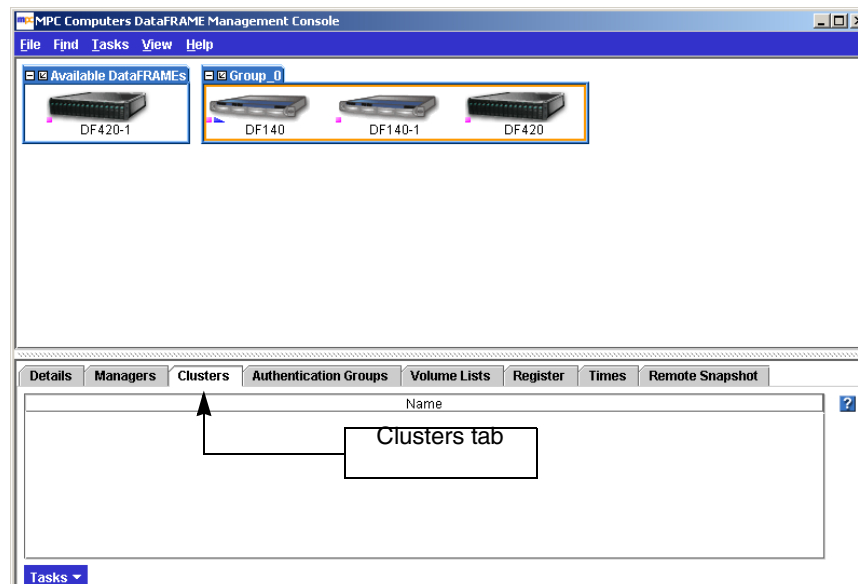 mpc MPC Computers DataFRAME Management Console
File Find Tasks View Help
Available DataFRAMEs Group_0
DF420-1 DF140 DF140-1 DF420
Details Managers Clusters Authentication Groups Volume Lists Register Times Remote Snapshot
Name
?
Clusters tab
Tasks